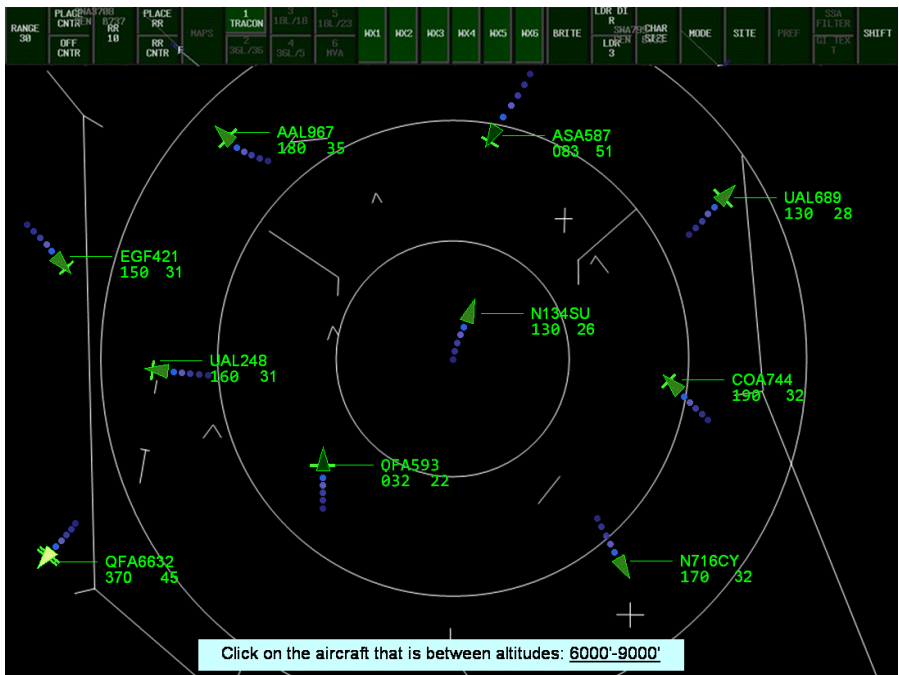 RANGE 30
PLACE CNTR
OFF CNTR
RR 10
PLACE RR
RR CNTR
MAPS
1 TRACON
2 36L/36
3 18L/18
4 36L/5
5 18L/23
6 MVA
WX1
WX2
WX3
WX4
WX5
WX6
BRITE
LDR DI R
LDR 3
CHAR SIZE
MODE
SITE
PREF
SSA FILTER
GI TEX T
SHIFT
AAL967
180 35
ASA587
083 51
UAL689
130 28
EGF421
150 31
N134SU
130 26
UAL248
160 31
COA744
190 32
QFA593
032 22
QFA6632
370 45
N716CY
170 32
Click on the aircraft that is between altitudes: 6000'-9000'